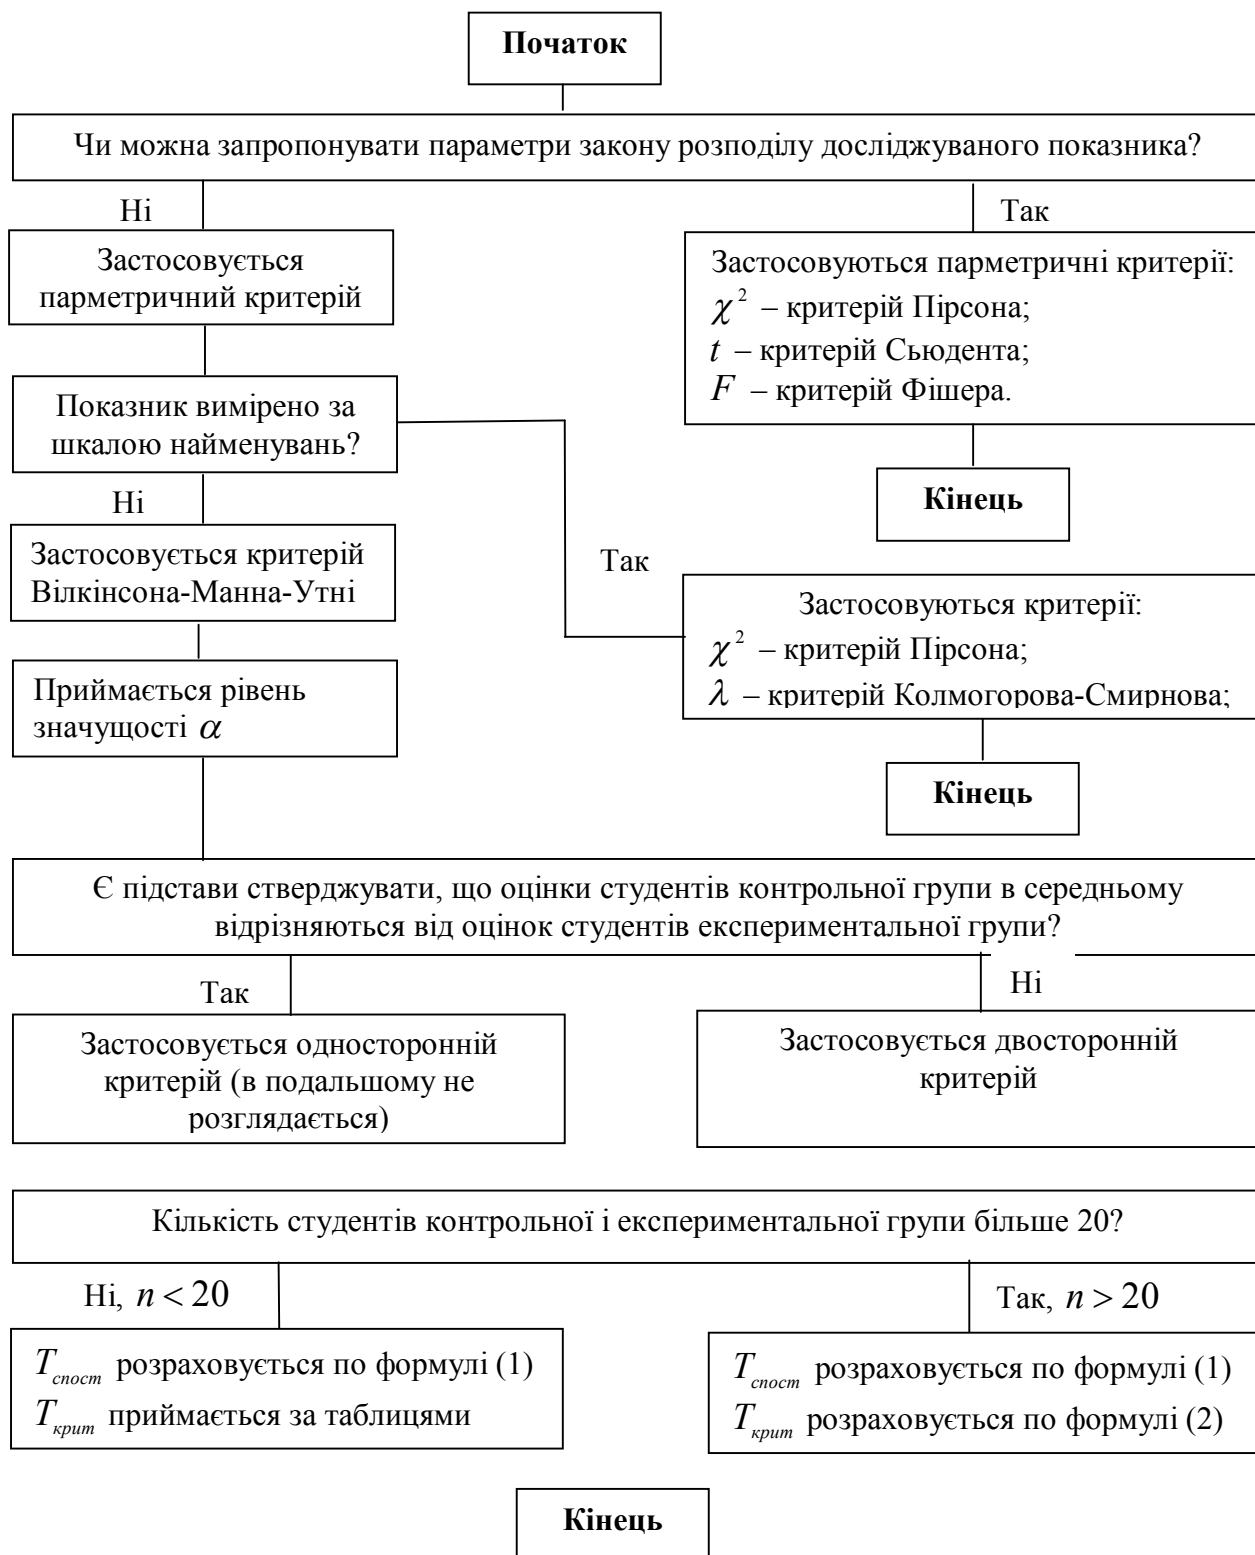 Початок
Чи можна запропонувати параметри закону розподілу досліджуваного показника?
Ні
Так
Застосовується
парметричний критерій
Застосовуються парметричні критерії:
χ² – критерій Пірсона;
t – критерій Сьюдента;
F – критерій Фішера.
Показник вимірено за
шкалою найменувань?
Кінець
Ні
Так
Застосовується критерій
Вілкінсона-Манна-Утні
Застосовуються критерії:
χ² – критерій Пірсона;
λ – критерій Колмогорова-Смирнова;
Приймається рівень
значущості α
Кінець
Є підстави стверджувати, що оцінки студентів контрольної групи в середньому
відрізняються від оцінок студентів експериментальної групи?
Так
Ні
Застосовується односторонній
критерій (в подальшому не
розглядається)
Застосовується двосторонній
критерій
Кількість студентів контрольної і експериментальної групи більше 20?
Ні, n < 20
Так, n > 20
Tспост розраховується по формулі (1)
Tкрит приймається за таблицями
Tспост розраховується по формулі (1)
Tкрит розраховується по формулі (2)
Кінець